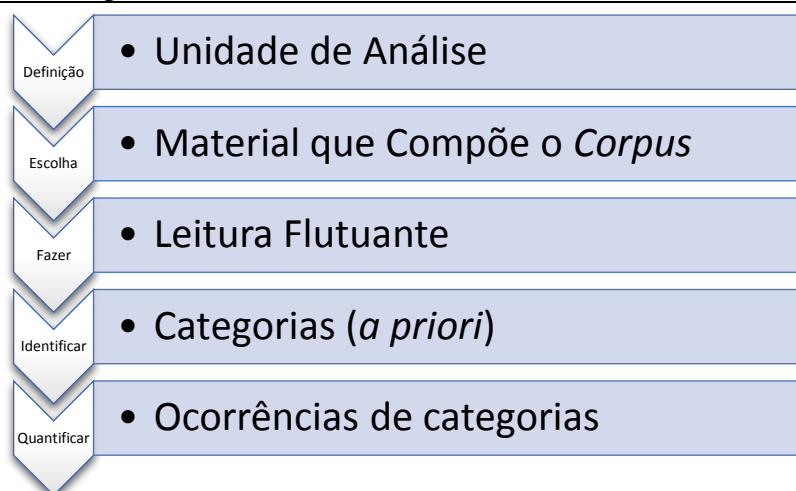 Definição
• Unidade de Análise
Escolha
• Material que Compõe o Corpus
Fazer
• Leitura Flutuante
Identificar
• Categorias (a priori)
Quantificar
• Ocorrências de categorias